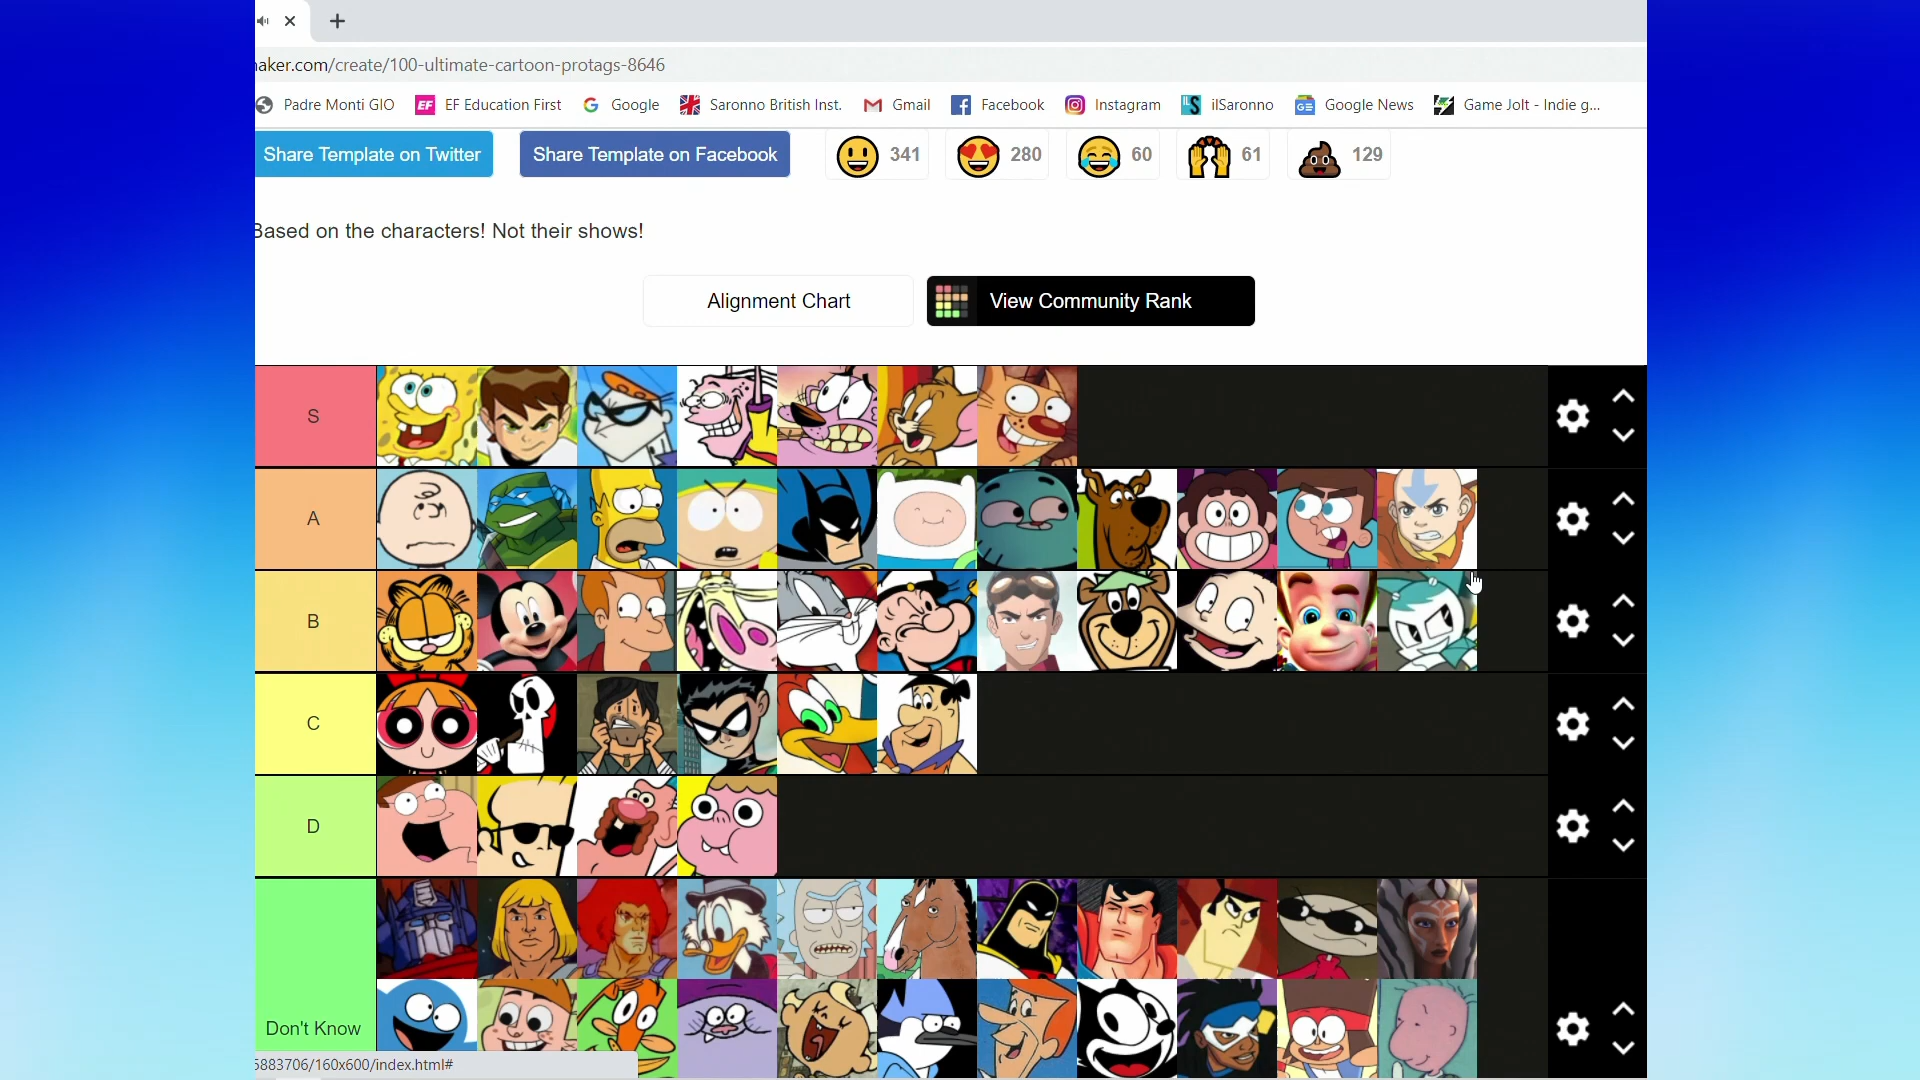 aker.com/create/100-ultimate-cartoon-protags-8646
Padre Monti GIO
EF EF Education First
Google
Saronno British Inst.
Gmail
Facebook
Instagram
ilSaronno
Google News
Game Jolt - Indie g...
Share Template on Twitter
Share Template on Facebook
341
280
60
61
129
Based on the characters! Not their shows!
Alignment Chart
View Community Rank
S
A
B
C
D
Don't Know
5883706/160x600/index.html#